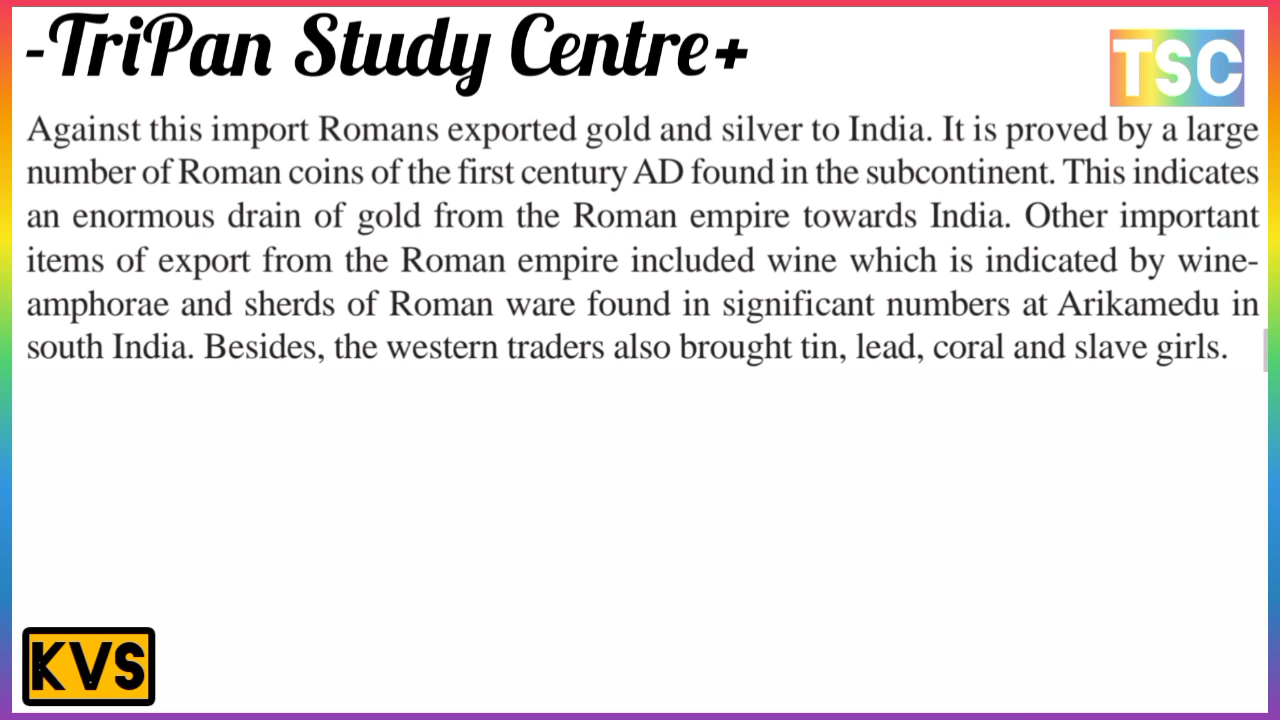 -TriPan Study Centre+
TSC
Against this import Romans exported gold and silver to India. It is proved by a large
number of Roman coins of the first century AD found in the subcontinent. This indicates
an enormous drain of gold from the Roman empire towards India. Other important
items of export from the Roman empire included wine which is indicated by wine-
amphorae and sherds of Roman ware found in significant numbers at Arikamedu in
south India. Besides, the western traders also brought tin, lead, coral and slave girls.
KVS